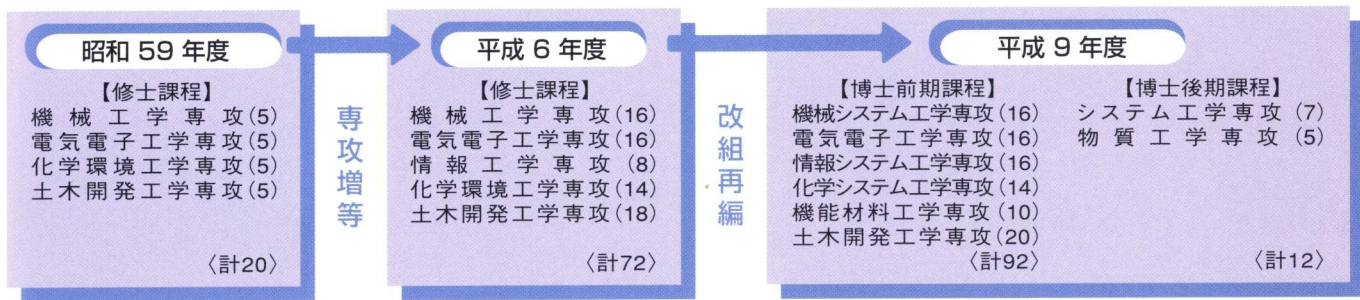 昭和 59 年度
【修士課程】
機械工学専攻(5)
電気電子工学専攻(5)
化学環境工学専攻(5)
土木開発工学専攻(5)
〈計20〉
専攻増等
平成 6 年度
【修士課程】
機械工学専攻(16)
電気電子工学専攻(16)
情報工学専攻(8)
化学環境工学専攻(14)
土木開発工学専攻(18)
〈計72〉
改組再編
平成 9 年度
【博士前期課程】
機械システム工学専攻(16)
電気電子工学専攻(16)
情報システム工学専攻(16)
化学システム工学専攻(14)
機能材料工学専攻(10)
土木開発工学専攻(20)
〈計92〉
【博士後期課程】
システム工学専攻(7)
物質工学専攻(5)
〈計12〉